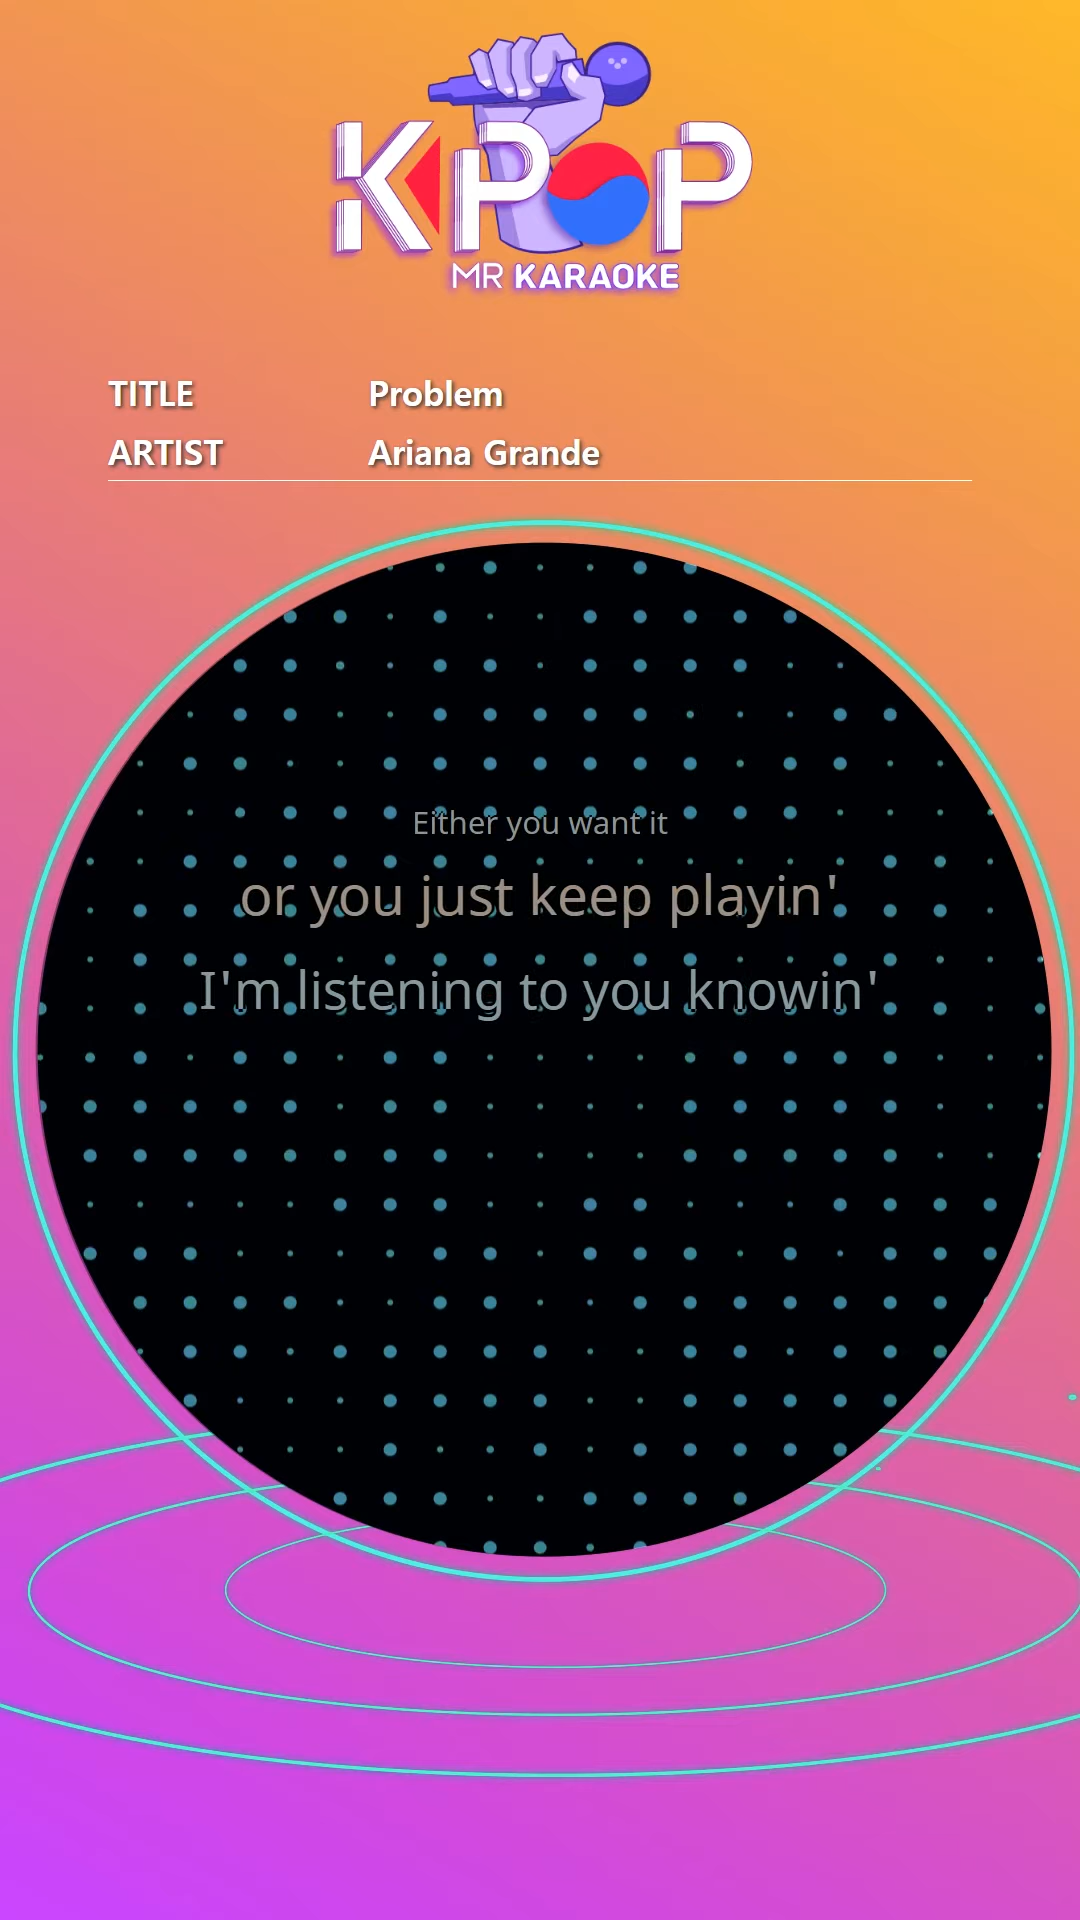 KPOP
MR KARAOKE
TITLE Problem
ARTIST Ariana Grande
Either you want it
or you just keep playin'
I'm listening to you knowin'